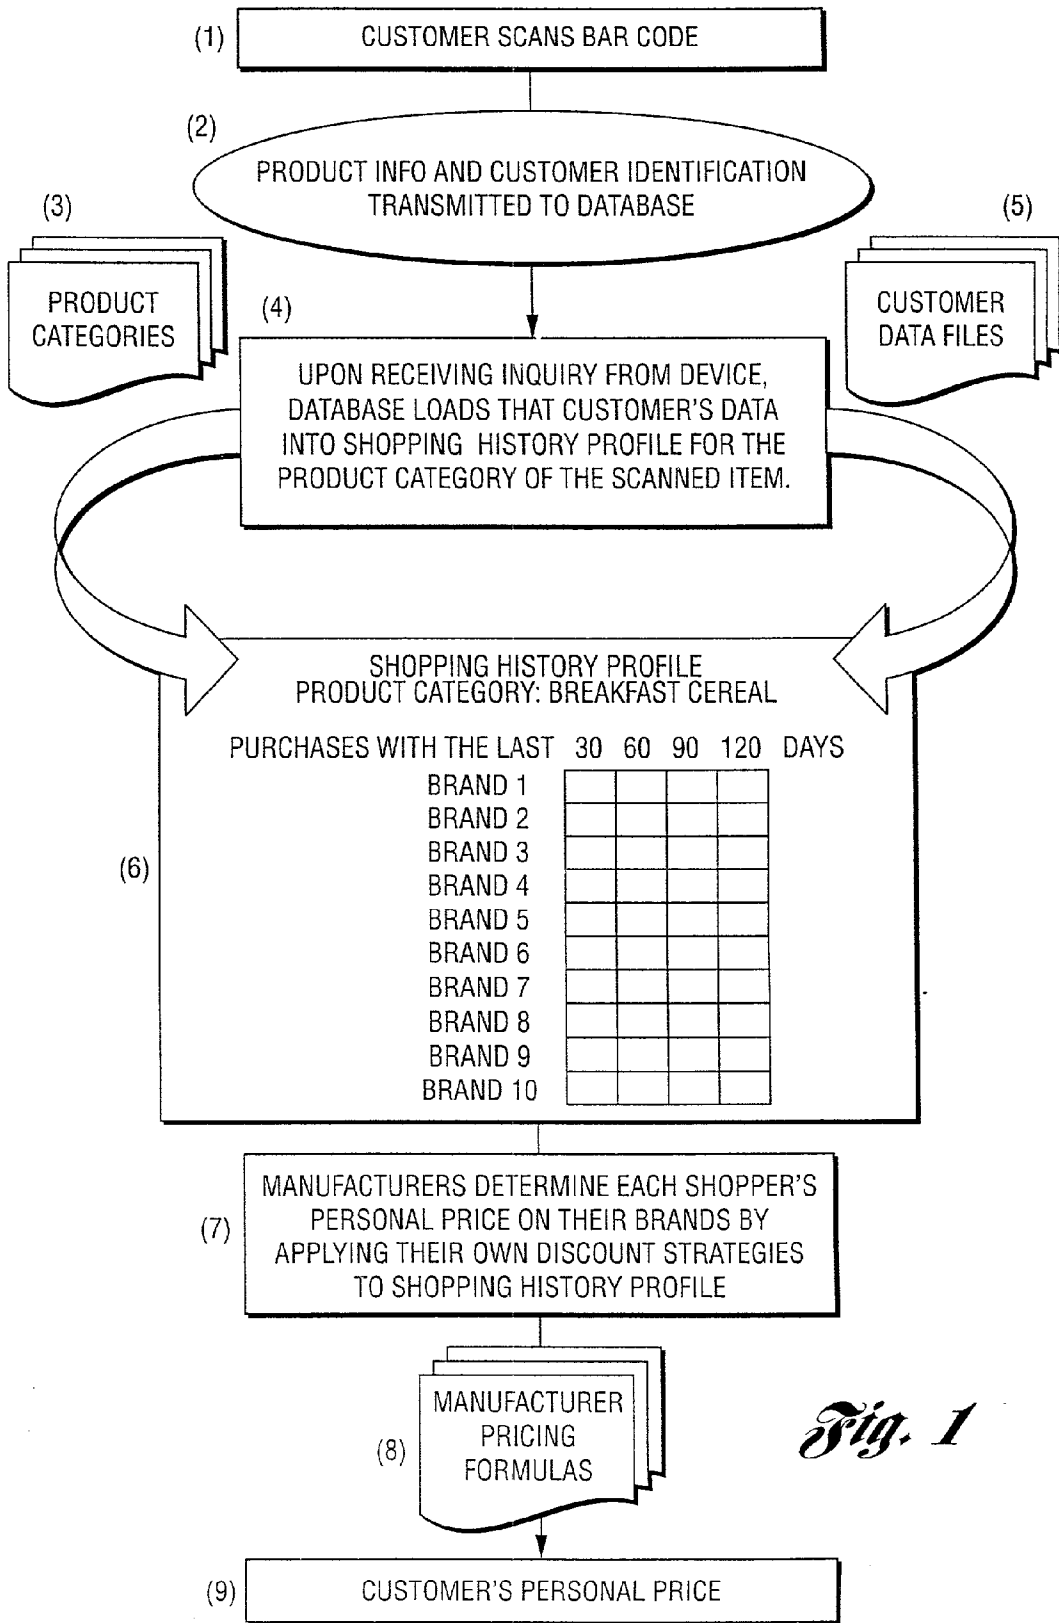 (1)
CUSTOMER SCANS BAR CODE
(2)
PRODUCT INFO AND CUSTOMER IDENTIFICATION
TRANSMITTED TO DATABASE
(3)
PRODUCT
CATEGORIES
(5)
CUSTOMER
DATA FILES
(4)
UPON RECEIVING INQUIRY FROM DEVICE,
DATABASE LOADS THAT CUSTOMER'S DATA
INTO SHOPPING HISTORY PROFILE FOR THE
PRODUCT CATEGORY OF THE SCANNED ITEM.
SHOPPING HISTORY PROFILE
PRODUCT CATEGORY: BREAKFAST CEREAL
PURCHASES WITH THE LAST 30 60 90 120 DAYS
BRAND 1
BRAND 2
BRAND 3
BRAND 4
BRAND 5
BRAND 6
BRAND 7
BRAND 8
BRAND 9
BRAND 10
(6)
(7)
MANUFACTURERS DETERMINE EACH SHOPPER'S
PERSONAL PRICE ON THEIR BRANDS BY
APPLYING THEIR OWN DISCOUNT STRATEGIES
TO SHOPPING HISTORY PROFILE
(8)
MANUFACTURER
PRICING
FORMULAS
Fig. 1
(9)
CUSTOMER'S PERSONAL PRICE